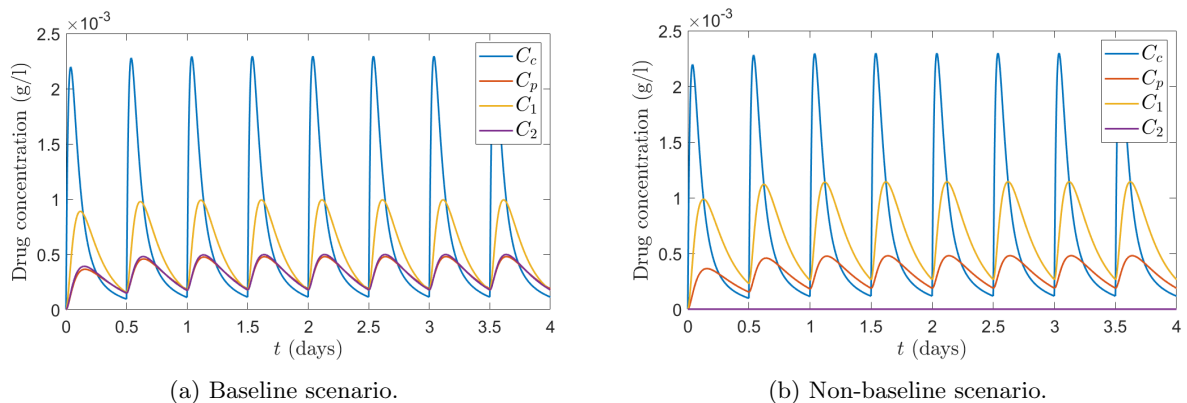 ×10⁻³
2.5
2
1.5
1
0.5
0
Drug concentration (g/l)
C_c
C_p
C_1
C_2
0 0.5 1 1.5 2 2.5 3 3.5 4
t (days)
(a) Baseline scenario.
×10⁻³
2.5
2
1.5
1
0.5
0
Drug concentration (g/l)
C_c
C_p
C_1
C_2
0 0.5 1 1.5 2 2.5 3 3.5 4
t (days)
(b) Non-baseline scenario.